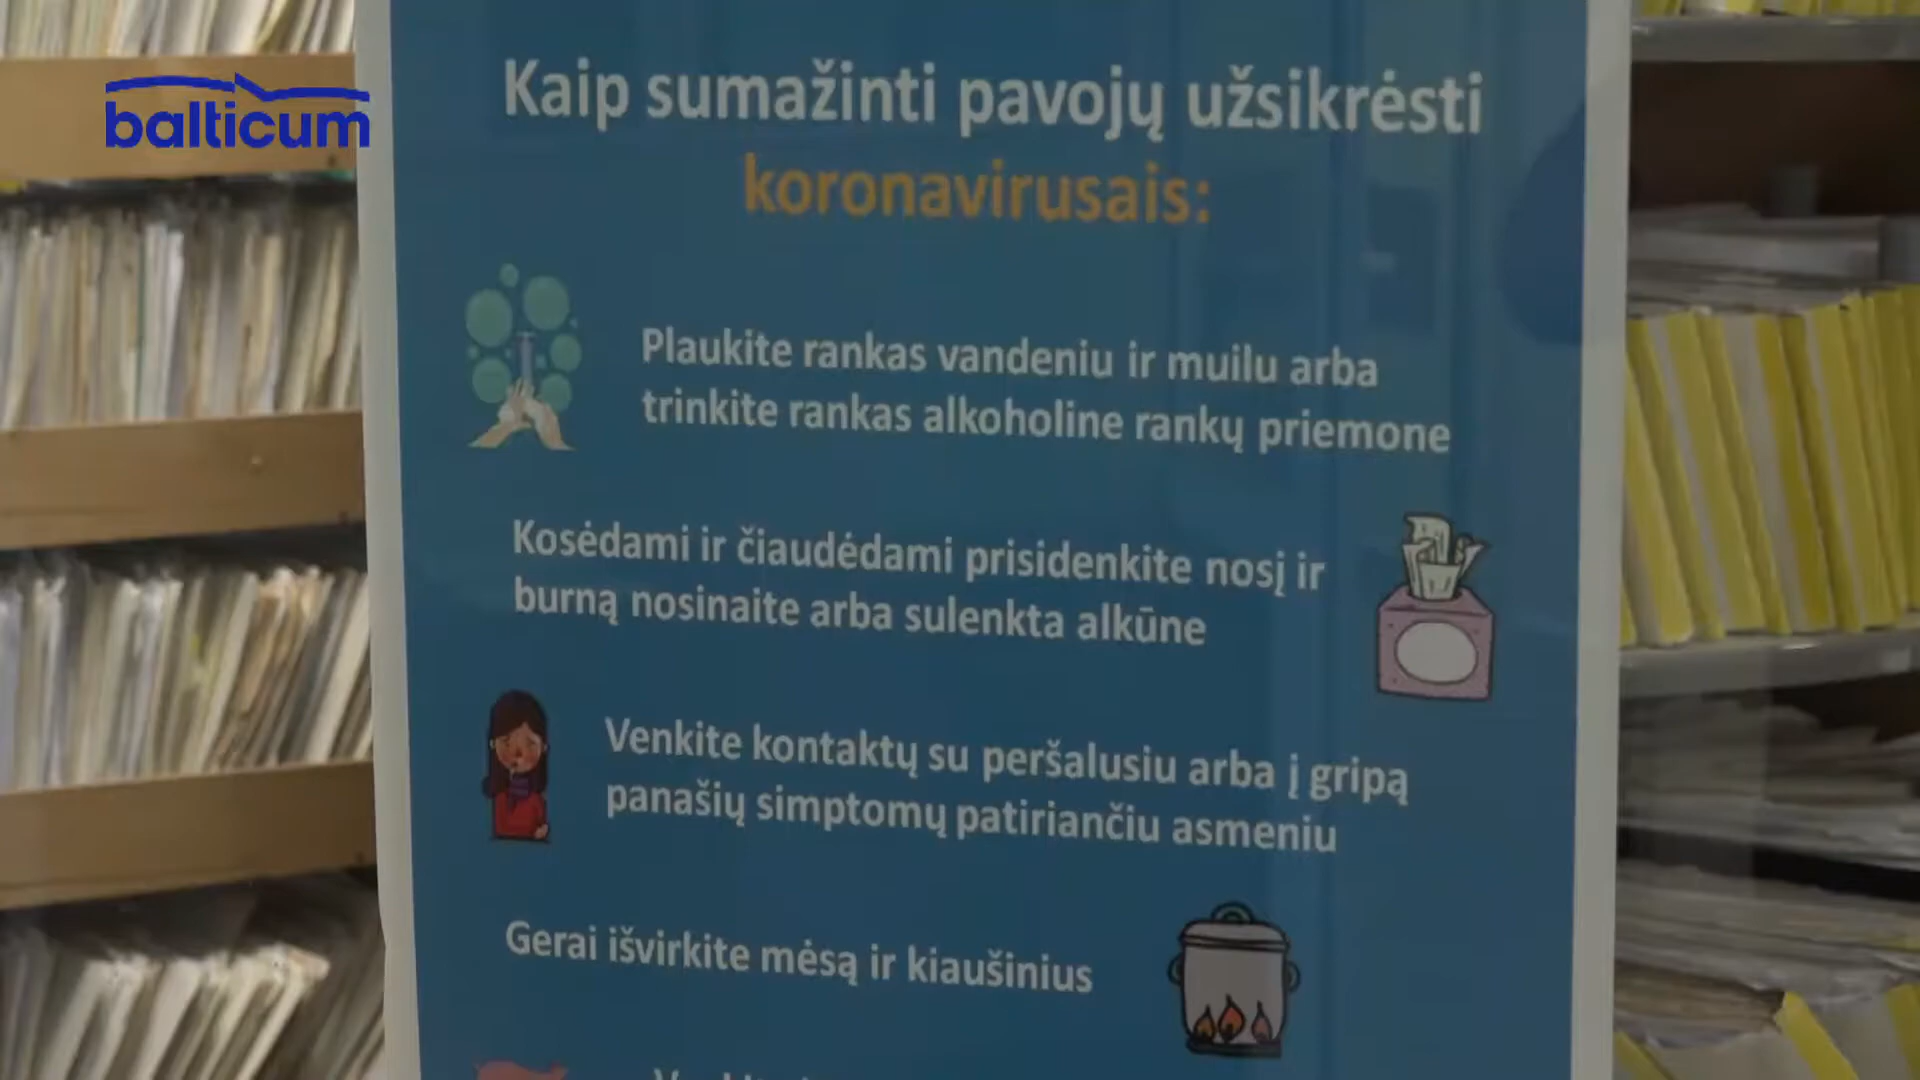 balticum
Kaip sumažinti pavojų užsikrėsti
koronavirusais:
Plaukite rankas vandeniu ir muilu arba
trinkite rankas alkoholine rankų priemone
Kosėdami ir čiaudėdami prisidenkite nosį ir
burną nosinaite arba sulenkta alkūne
Venkite kontaktų su peršalusiu arba į gripą
panašių simptomų patiriančiu asmeniu
Gerai išvirkite mėsą ir kiaušinius